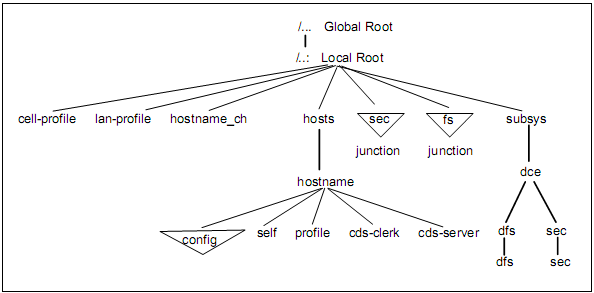 /... Global Root
/..: Local Root
cell-profile lan-profile hostname_ch hosts sec fs subsys
junction junction
dce
hostname
config self profile cds-clerk cds-server dfs sec
dfs sec